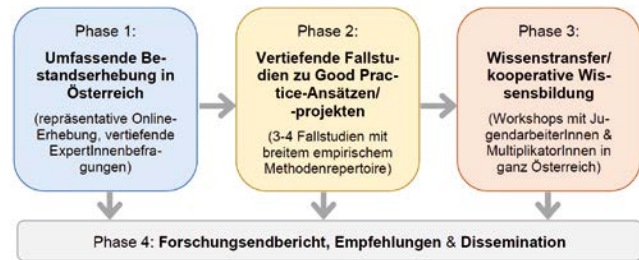 Phase 1:
Umfassende Be-
standserhebung in
Österreich
(repräsentative Online-
Erhebung, vertiefende
ExpertInnenbefra-
gungen)
Phase 2:
Vertiefende Fallstu-
dien zu Good Prac-
tice-Ansätzen/
-projekten
(3-4 Fallstudien mit
breitem empirischem
Methodenrepertoire)
Phase 3:
Wissenstransfer/
kooperative Wis-
sensbildung
(Workshops mit Ju-
gendarbeiterInnen &
MultiplikatorInnen in
ganz Österreich)
Phase 4: Forschungsendbericht, Empfehlungen & Dissemination